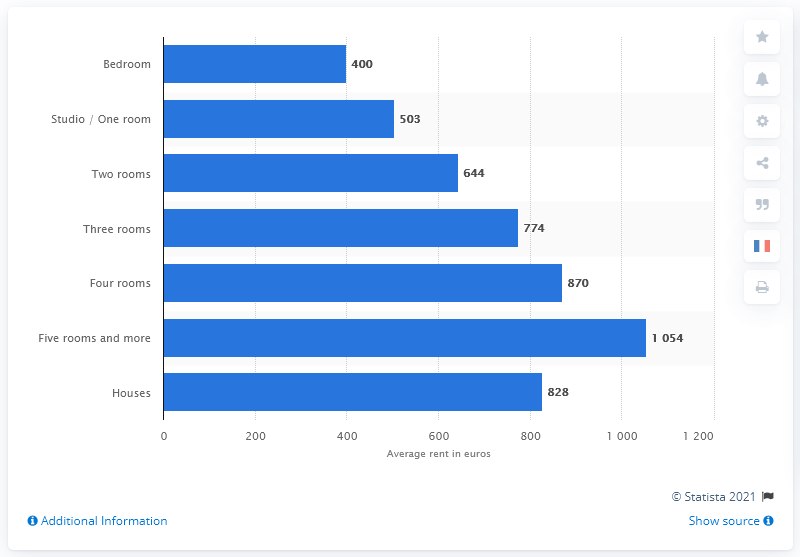 Bedroom 400
Studio / One room 503
Two rooms 644
Three rooms 774
Four rooms 870
Five rooms and more 1 054
Houses 828
0 200 400 600 800 1 000 1 200
Average rent in euros
© Statista 2021
Additional Information Show source